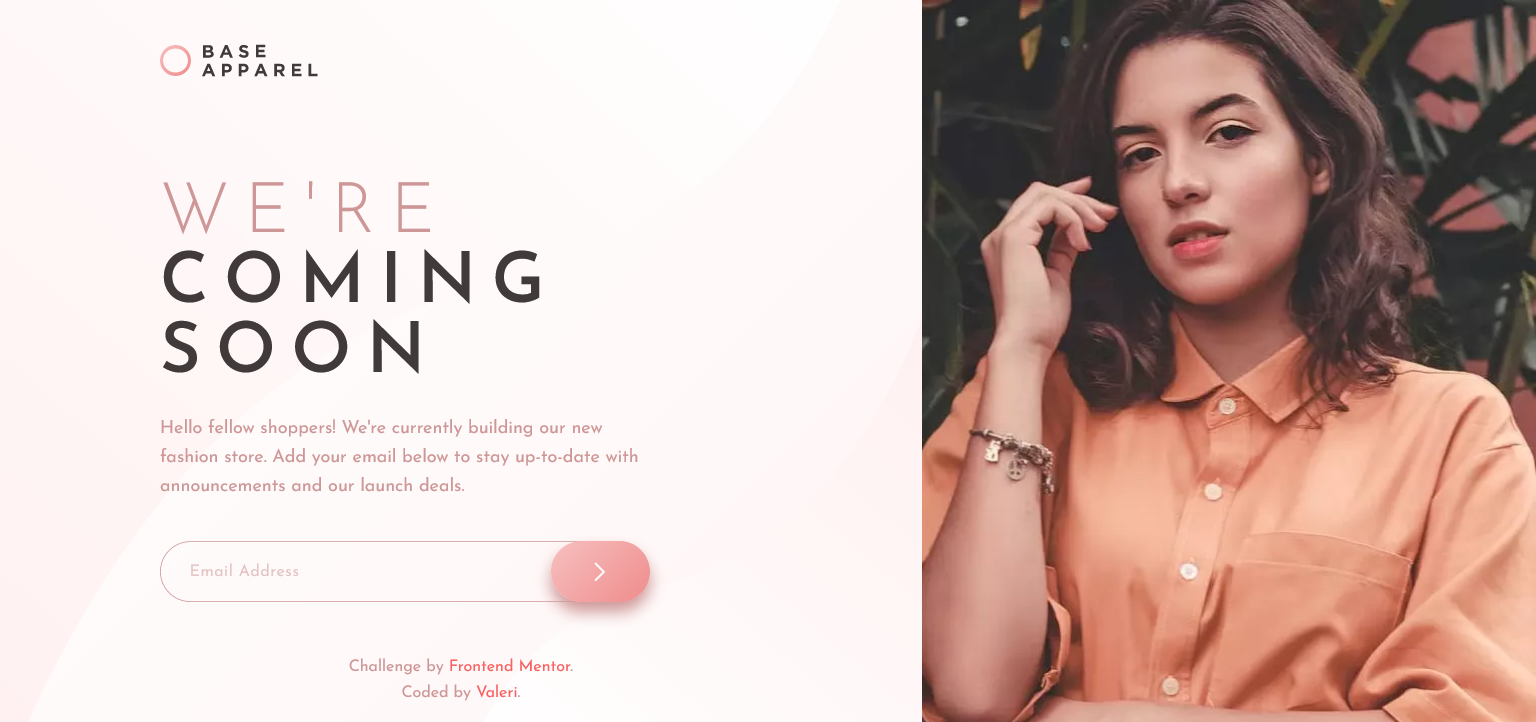 BASE
APPAREL
WE'RE
COMING
SOON
Hello fellow shoppers! We're currently building our new
fashion store. Add your email below to stay up-to-date with
announcements and our launch deals.
Email Address
Challenge by Frontend Mentor.
Coded by Valeri.